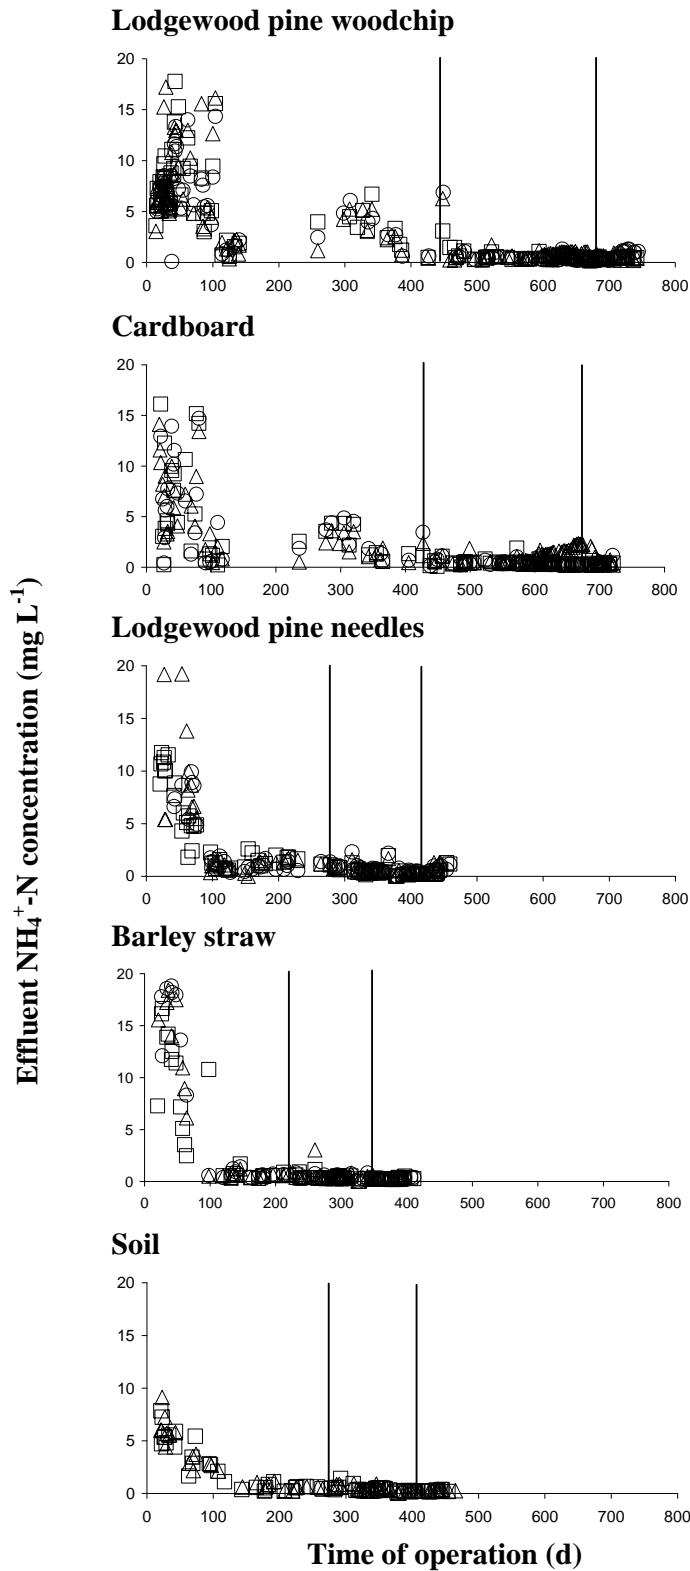 Lodgewood pine woodchip
20
15
10
5
0
0 100 200 300 400 500 600 700 800
Cardboard
20
15
10
5
0
0 100 200 300 400 500 600 700 800
Lodgewood pine needles
20
15
10
5
0
0 100 200 300 400 500 600 700 800
Barley straw
20
15
10
5
0
0 100 200 300 400 500 600 700 800
Soil
20
15
10
5
0
0 100 200 300 400 500 600 700 800
Effluent NH₄⁺-N concentration (mg L⁻¹)
Time of operation (d)